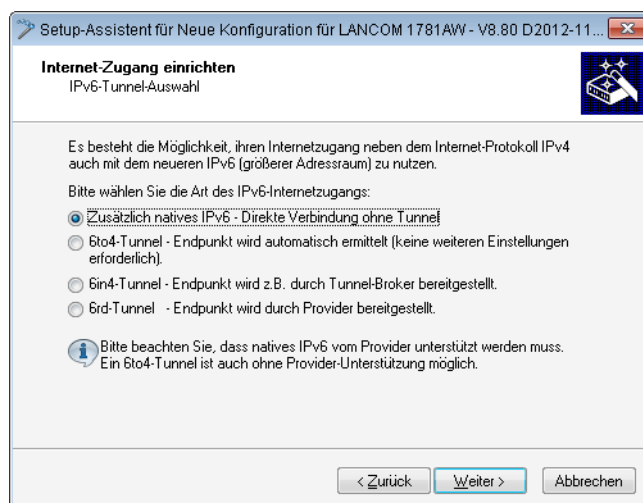 Setup-Assistent für Neue Konfiguration für LANCOM 1781AW - V8.80 D2012-11...
Internet-Zugang einrichten
IPv6-Tunnel-Auswahl
Es besteht die Möglichkeit, ihren Internetzugang neben dem Internet-Protokoll IPv4
auch mit dem neueren IPv6 (größerer Adressraum) zu nutzen.
Bitte wählen Sie die Art des IPv6-Internetzugangs:
Zusätzlich natives IPv6 - Direkte Verbindung ohne Tunnel
6to4-Tunnel - Endpunkt wird automatisch ermittelt (keine weiteren Einstellungen
erforderlich).
6in4-Tunnel - Endpunkt wird z.B. durch Tunnel-Broker bereitgestellt.
6rd-Tunnel - Endpunkt wird durch Provider bereitgestellt.
Bitte beachten Sie, dass natives IPv6 vom Provider unterstützt werden muss.
Ein 6to4-Tunnel ist auch ohne Provider-Unterstützung möglich.
< Zurück Weiter > Abbrechen